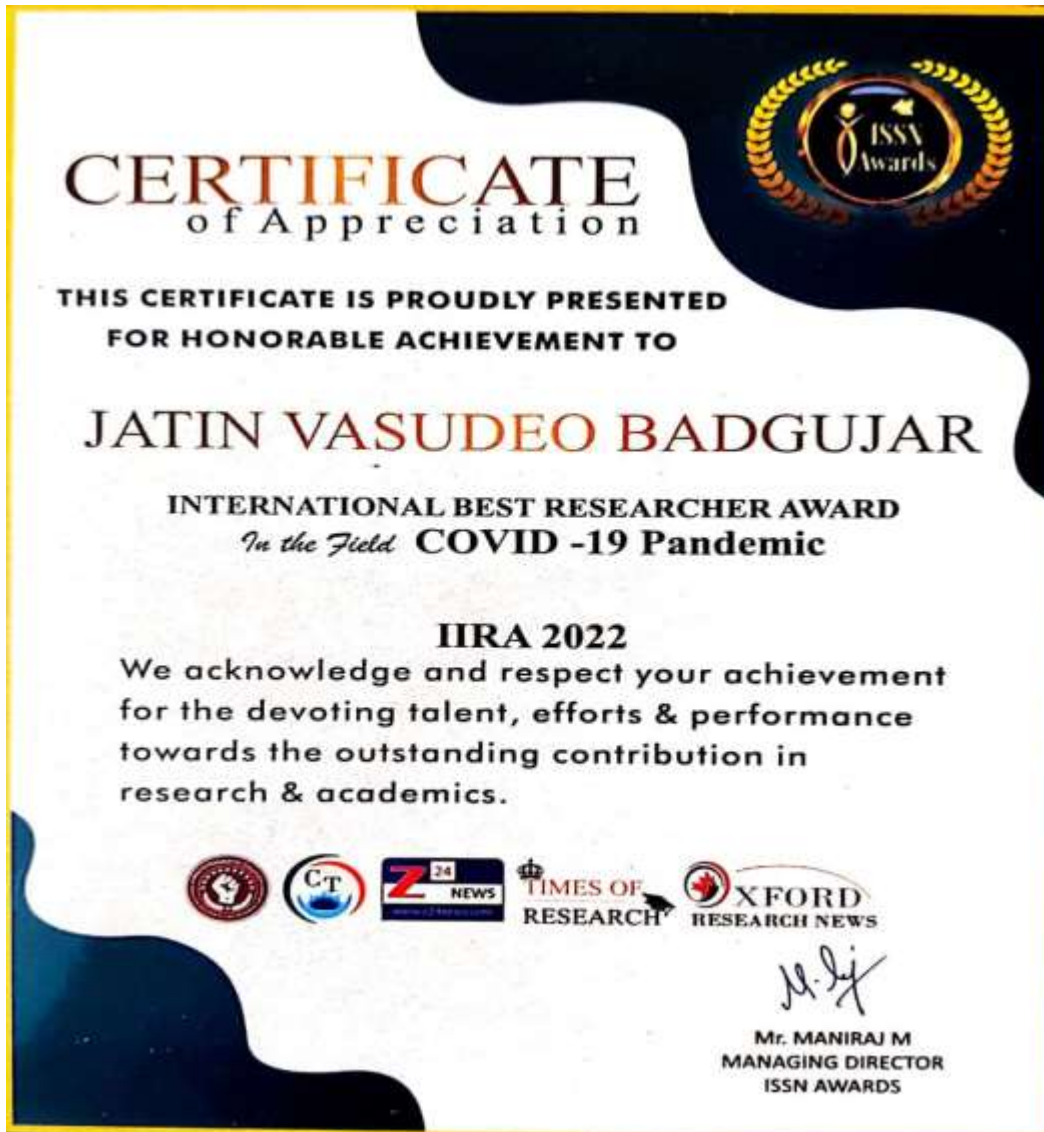 ISSN
Awards
CERTIFICATE
of Appreciation
THIS CERTIFICATE IS PROUDLY PRESENTED
FOR HONORABLE ACHIEVEMENT TO
JATIN VASUDEO BADGUJAR
INTERNATIONAL BEST RESEARCHER AWARD
In the Field COVID -19 Pandemic
IIRA 2022
We acknowledge and respect your achievement
for the devoting talent, efforts & performance
towards the outstanding contribution in
research & academics.
CT
Z 24 NEWS
TIMES OF
RESEARCH
OXFORD
RESEARCH NEWS
Mr. MANIRAJ M
MANAGING DIRECTOR
ISSN AWARDS